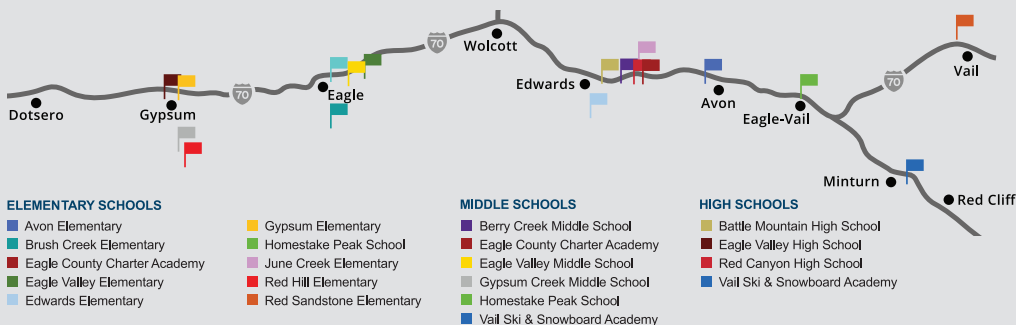 70
Wolcott
Vail
Edwards
70
70
Eagle
Avon
Dotsero
Gypsum
Eagle-Vail
Minturn
Red Cliff
ELEMENTARY SCHOOLS
Avon Elementary
Brush Creek Elementary
Eagle County Charter Academy
Eagle Valley Elementary
Edwards Elementary
Gypsum Elementary
Homestake Peak School
June Creek Elementary
Red Hill Elementary
Red Sandstone Elementary
MIDDLE SCHOOLS
Berry Creek Middle School
Eagle County Charter Academy
Eagle Valley Middle School
Gypsum Creek Middle School
Homestake Peak School
Vail Ski & Snowboard Academy
HIGH SCHOOLS
Battle Mountain High School
Eagle Valley High School
Red Canyon High School
Vail Ski & Snowboard Academy